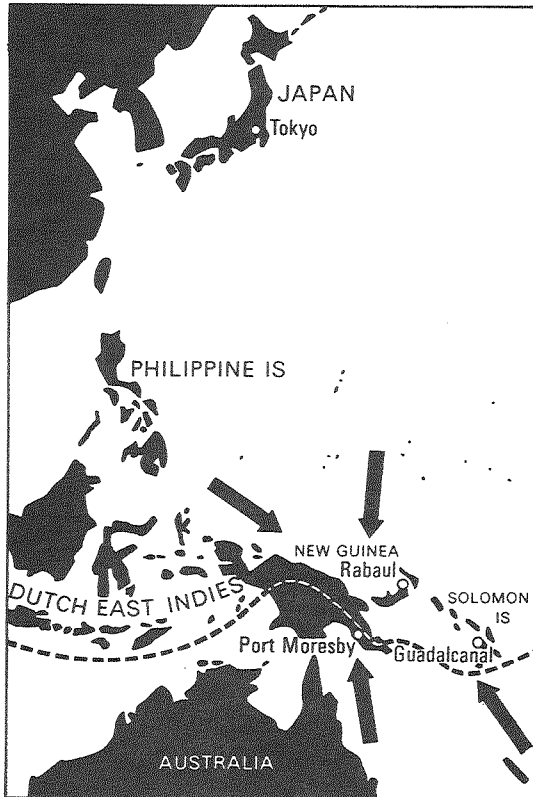 JAPAN
Tokyo
PHILIPPINE IS
NEW GUINEA
Rabaul
DUTCH EAST INDIES
SOLOMON
IS
Port Moresby
Guadalcanal
AUSTRALIA